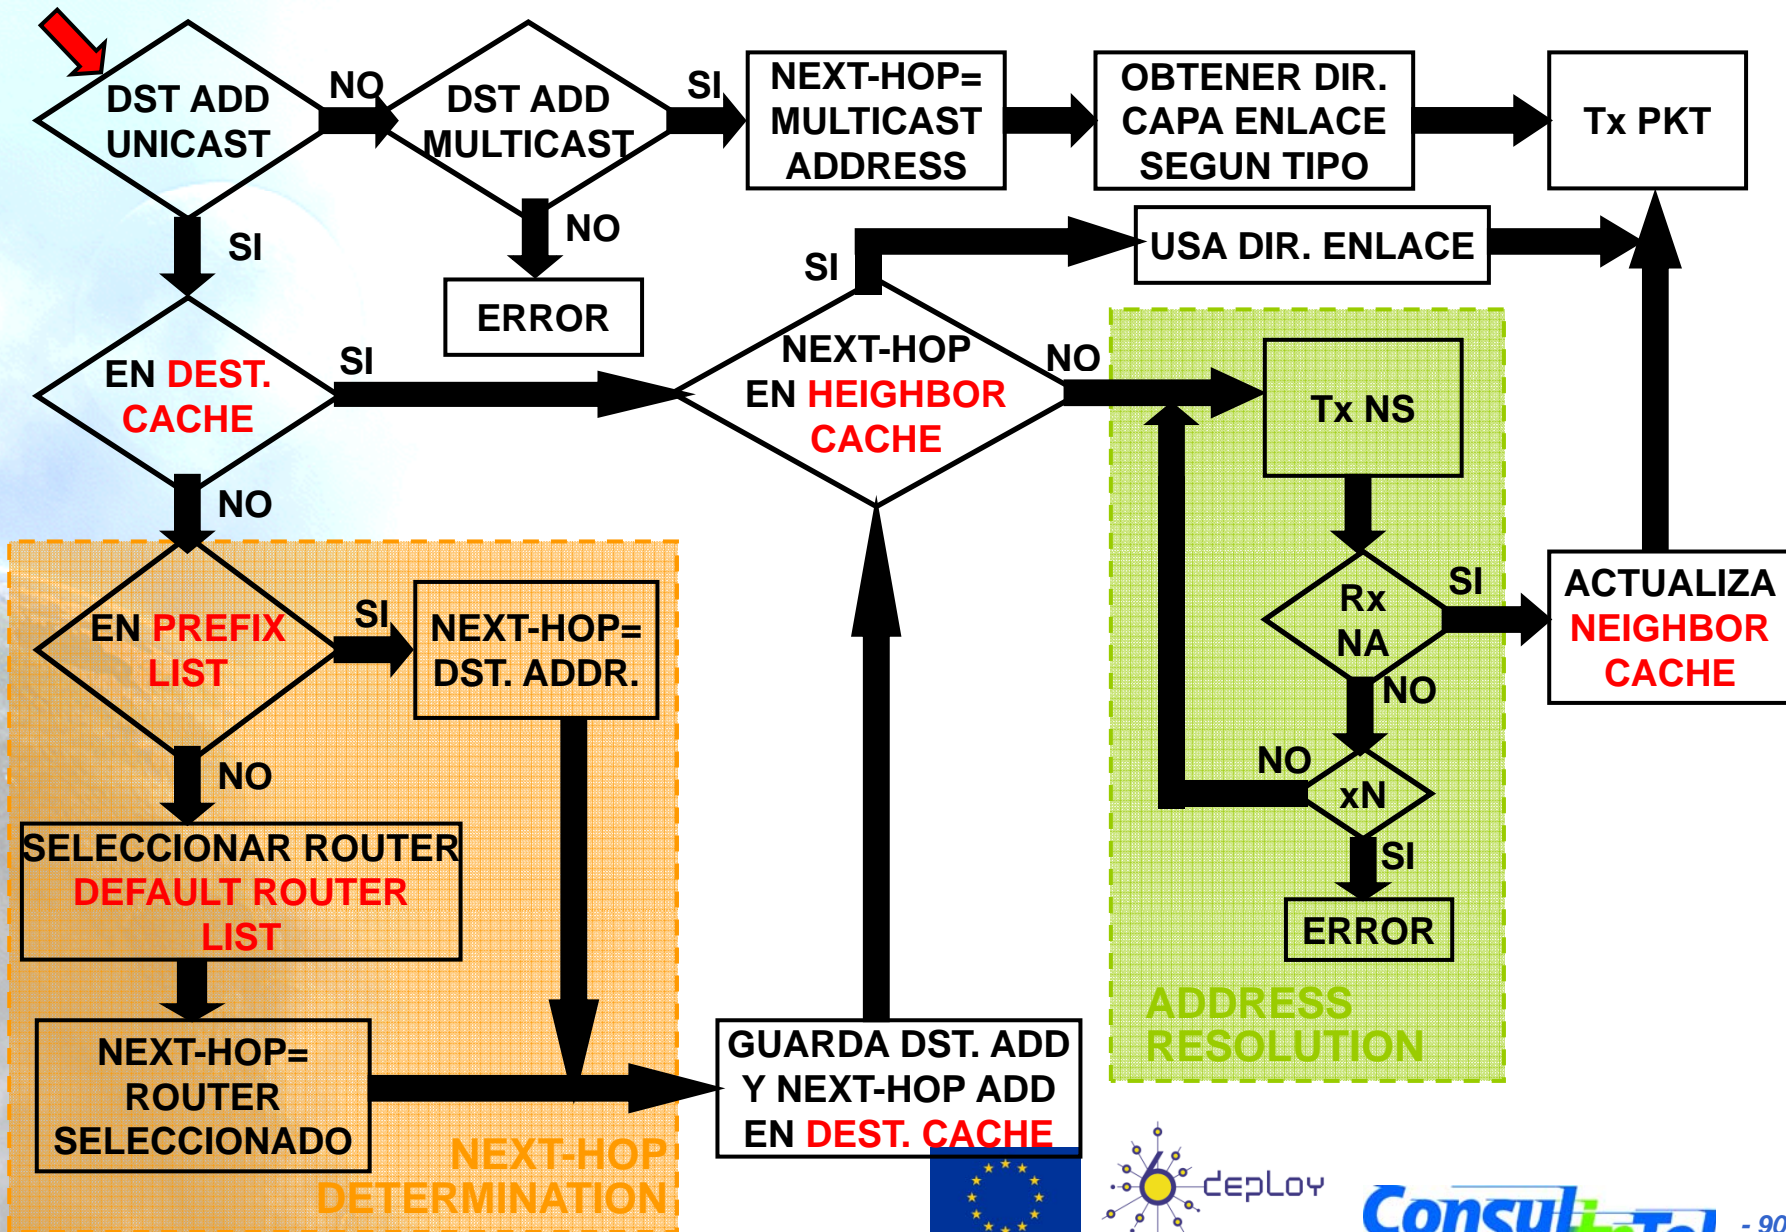 DST ADD
UNICAST
NO
DST ADD
MULTICAST
SI
NEXT-HOP=
MULTICAST
ADDRESS
OBTENER DIR.
CAPA ENLACE
SEGUN TIPO
Tx PKT
SI
NO
ERROR
SI
USA DIR. ENLACE
EN DEST.
CACHE
SI
NEXT-HOP
EN HEIGHBOR
CACHE
NO
Tx NS
NO
Rx
NA
SI
ACTUALIZA
NEIGHBOR
CACHE
NO
xN
NO
SI
ERROR
ADDRESS
RESOLUTION
EN PREFIX
LIST
SI
NEXT-HOP=
DST. ADDR.
NO
SELECCIONAR ROUTER
DEFAULT ROUTER
LIST
NEXT-HOP=
ROUTER
SELECCIONADO
NEXT-HOP
DETERMINATION
GUARDA DST. ADD
Y NEXT-HOP ADD
EN DEST. CACHE
6 deploy
ConsulinTel
- 90